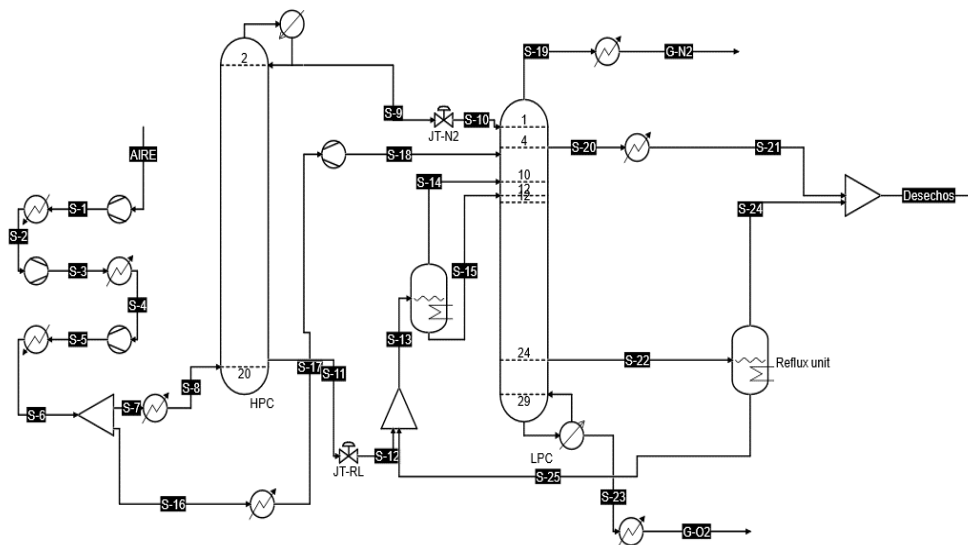 S-19
G-N2
2
S-9
S-10
JT-N2
1
4
S-20
S-21
AIRE
S-18
S-14
10
12
12
S-24
Desechos
S-1
S-2
S-3
S-4
S-15
S-5
S-13
24
S-22
Reflux unit
S-17
S-11
20
S-8
HPC
S-7
S-6
29
LPC
S-12
JT-RL
S-25
S-16
S-23
G-O2